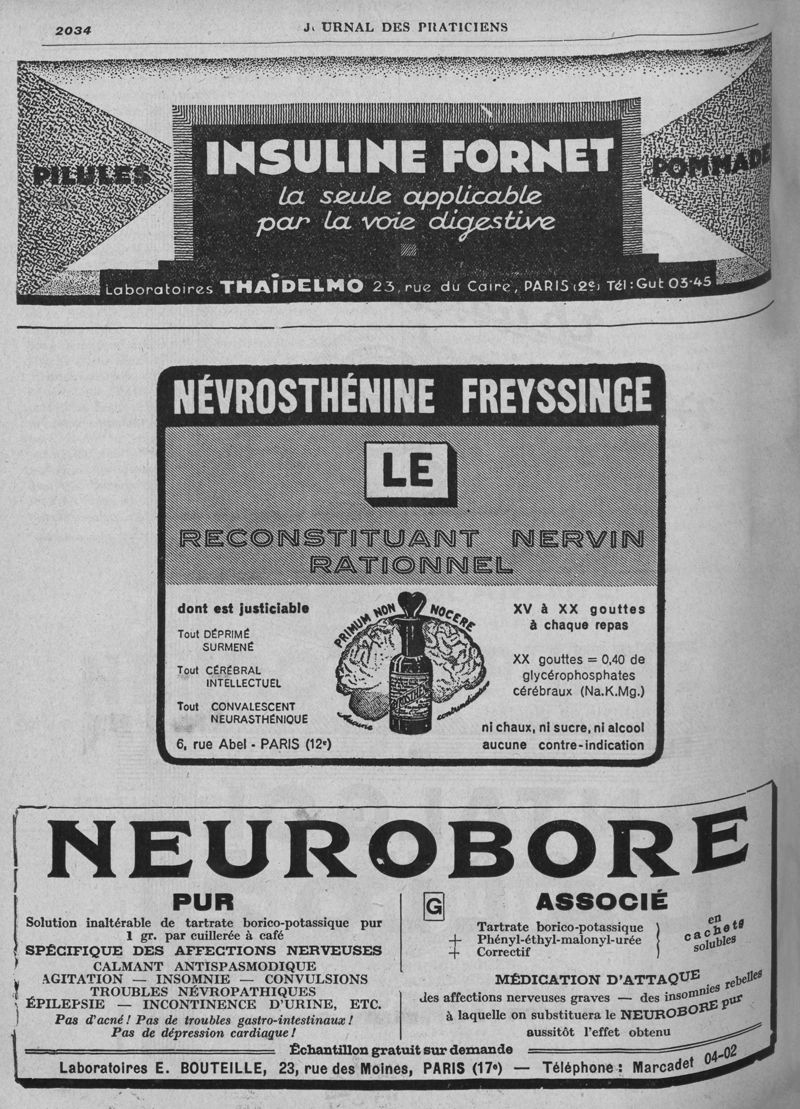 2034
JOURNAL DES PRATICIENS
PILULES
INSULINE FORNET
POMMADE
la seule applicable
par la voie digestive
Laboratoires THAÏDELMO 23, rue du Caire, PARIS (2e) Tél: Gut 03-45
NÉVROSTHÉNINE FREYSSINGE
LE
RECONSTITUANT NERVIN
RATIONNEL
dont est justiciable
Tout DÉPRIMÉ
SURMENÉ
Tout CÉRÉBRAL
INTELLECTUEL
Tout CONVALESCENT
NEURASTHÉNIQUE
6, rue Abel - PARIS (12e)
PRIMUM NON NOCERE
Aucune contreindication
XV à XX gouttes
à chaque repas
XX gouttes = 0,40 de
glycérophosphates
cérébraux (Na.K.Mg.)
ni chaux, ni sucre, ni alcool
aucune contre-indication
NEUROBORE
PUR
Solution inaltérable de tartrate borico-potassique pur
1 gr. par cuillerée à café
SPÉCIFIQUE DES AFFECTIONS NERVEUSES
CALMANT ANTISPASMODIQUE
AGITATION — INSOMNIE — CONVULSIONS
TROUBLES NÉVROPATHIQUES
ÉPILEPSIE — INCONTINENCE D'URINE, ETC.
Pas d'acné ! Pas de troubles gastro-intestinaux !
Pas de dépression cardiaque !
G
ASSOCIÉ
Tartrate borico-potassique
+ Phényl-éthyl-malonyl-urée
+ Correctif
en
cachets
solubles
MÉDICATION D'ATTAQUE
des affections nerveuses graves — des insomnies rebelles
à laquelle on substituera le NEUROBORE pur
aussitôt l'effet obtenu
Échantillon gratuit sur demande
Laboratoires E. BOUTEILLE, 23, rue des Moines, PARIS (17e) — Téléphone : Marcadet 04-02